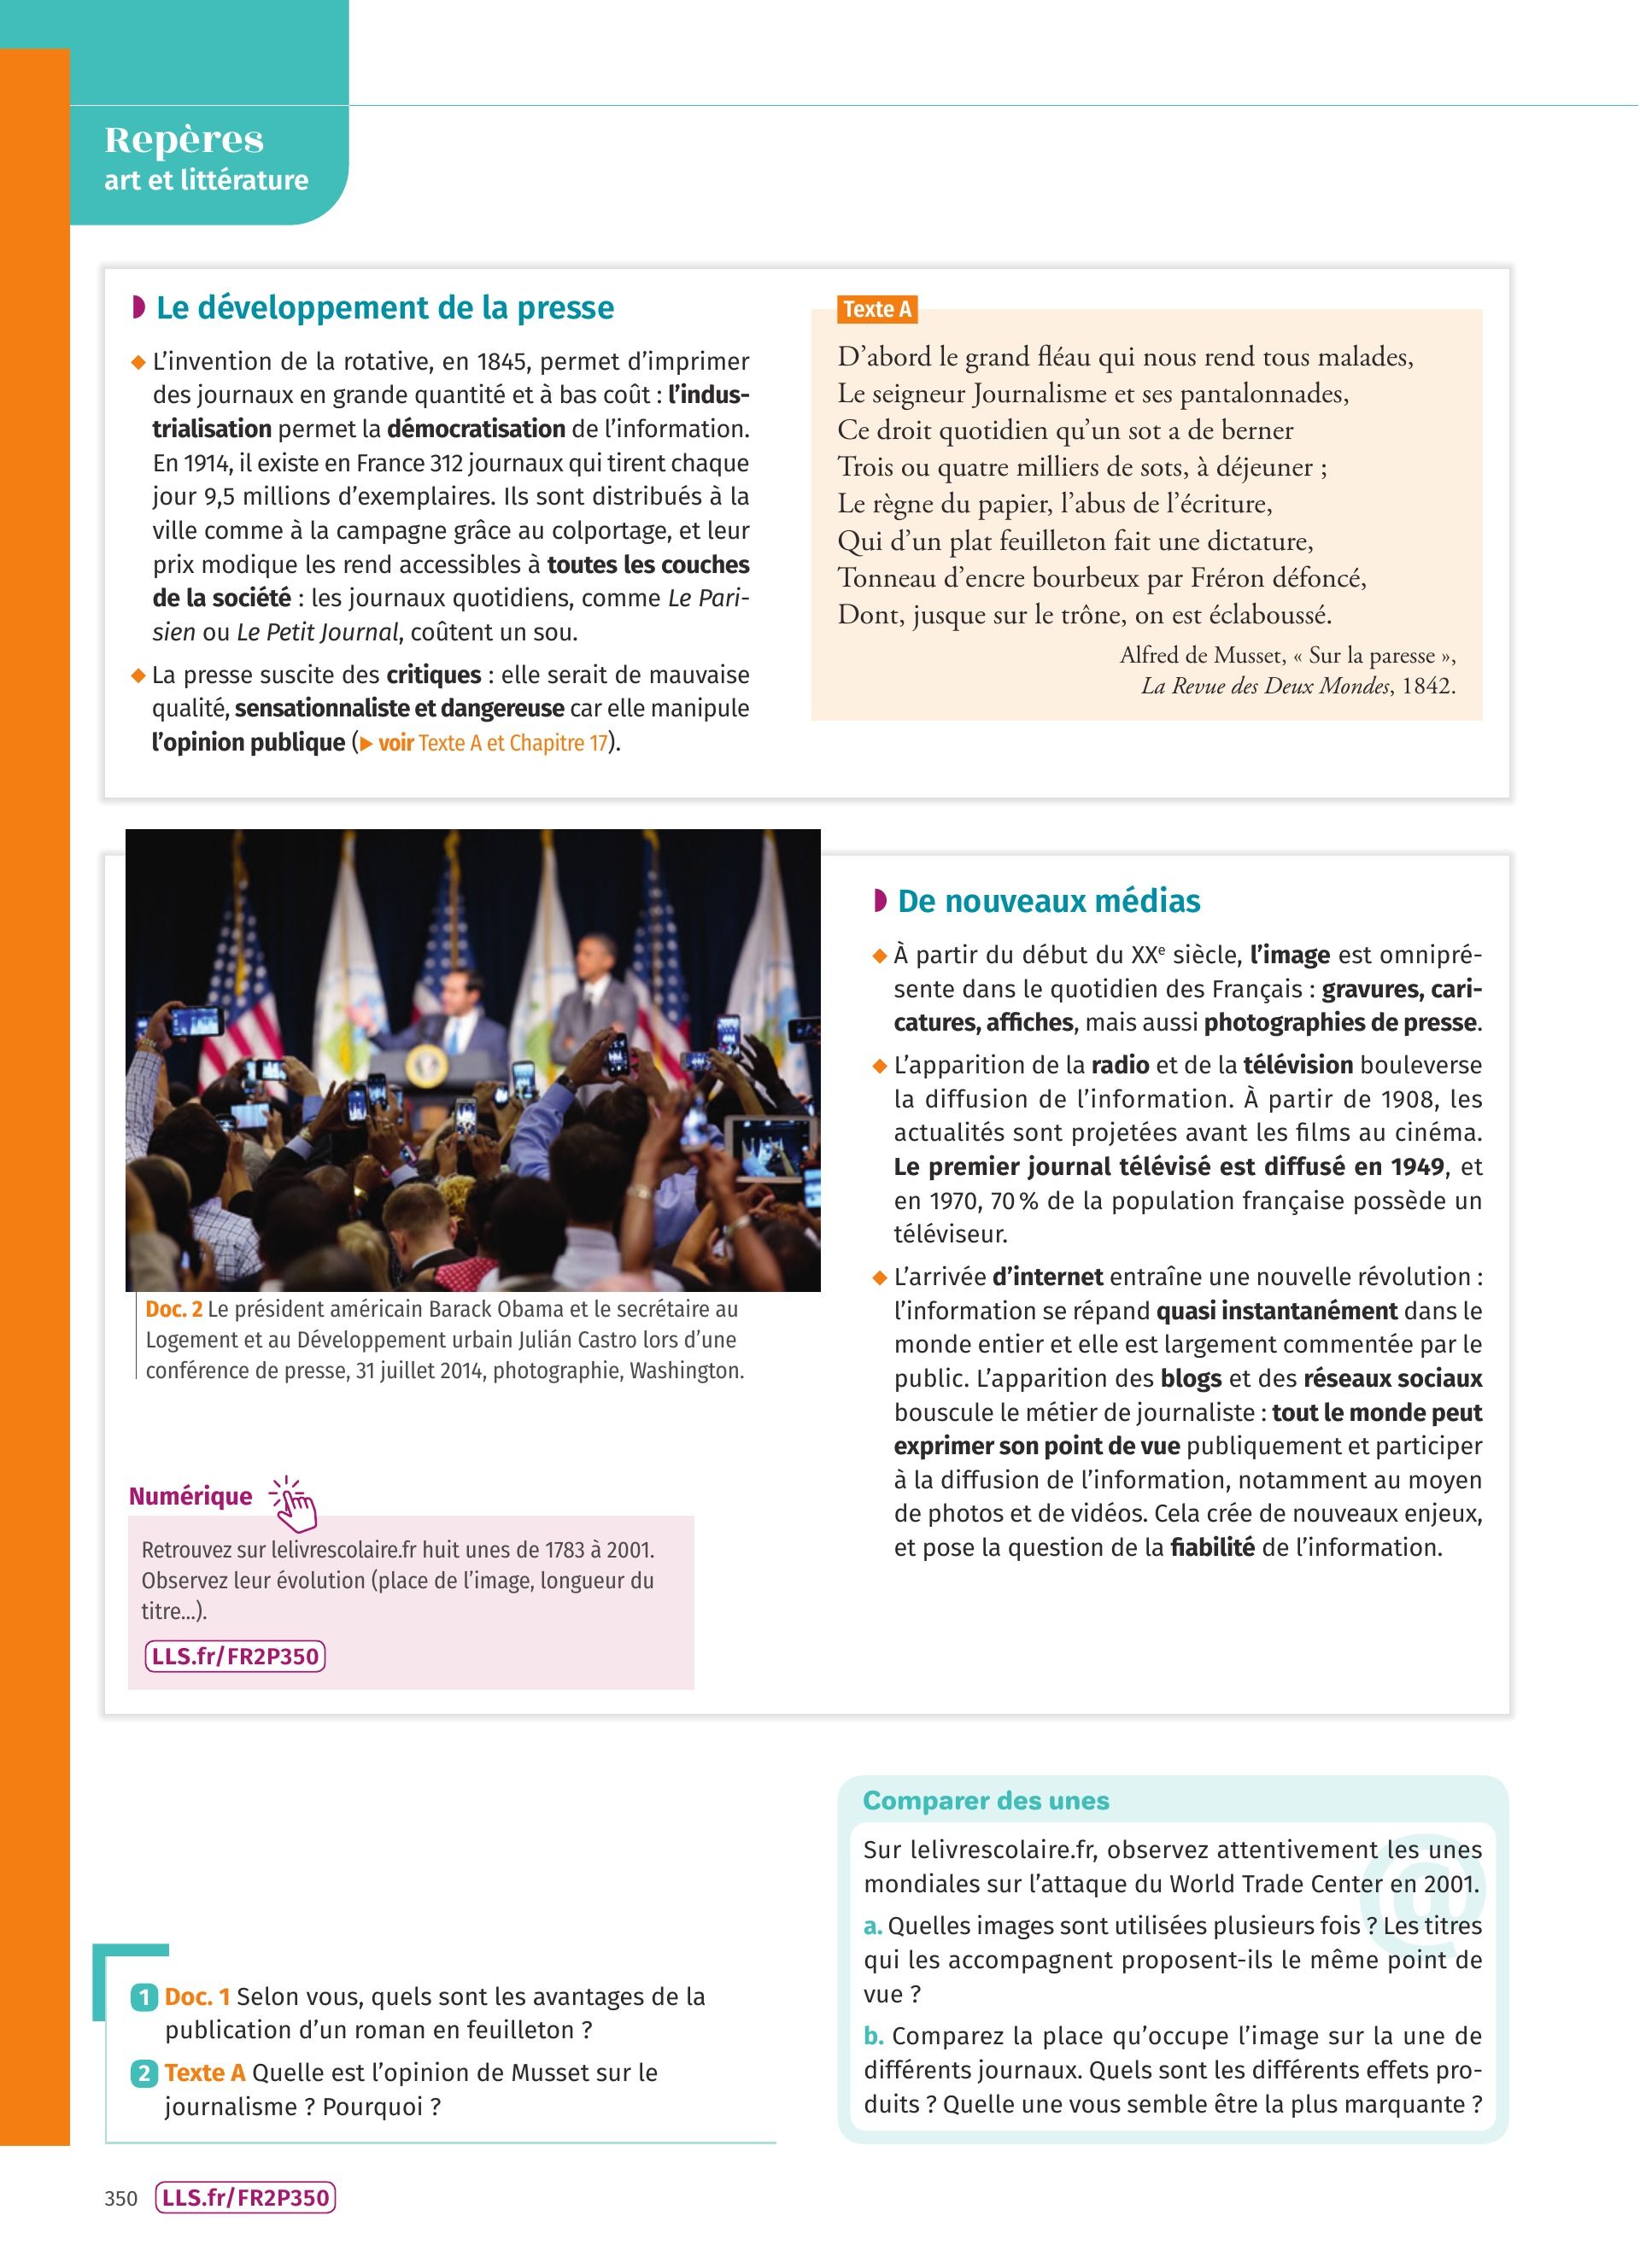 Repères
art et littérature
Le développement de la presse
L’invention de la rotative, en 1845, permet d’imprimer
des journaux en grande quantité et à bas coût : l’indus-
trialisation permet la démocratisation de l’information.
En 1914, il existe en France 312 journaux qui tirent chaque
jour 9,5 millions d’exemplaires. Ils sont distribués à la
ville comme à la campagne grâce au colportage, et leur
prix modique les rend accessibles à toutes les couches
de la société : les journaux quotidiens, comme Le Pari-
sien ou Le Petit Journal, coûtent un sou.
La presse suscite des critiques : elle serait de mauvaise
qualité, sensationnaliste et dangereuse car elle manipule
l’opinion publique (▶ voir Texte A et Chapitre 17).
Texte A
D’abord le grand fléau qui nous rend tous malades,
Le seigneur Journalisme et ses pantalonnades,
Ce droit quotidien qu’un sot a de berner
Trois ou quatre milliers de sots, à déjeuner ;
Le règne du papier, l’abus de l’écriture,
Qui d’un plat feuilleton fait une dictature,
Tonneau d’encre bourbeux par Fréron défoncé,
Dont, jusque sur le trône, on est éclaboussé.
Alfred de Musset, « Sur la paresse »,
La Revue des Deux Mondes, 1842.
Doc. 2 Le président américain Barack Obama et le secrétaire au
Logement et au Développement urbain Julián Castro lors d’une
conférence de presse, 31 juillet 2014, photographie, Washington.
Numérique
Retrouvez sur lelivrescolaire.fr huit unes de 1783 à 2001.
Observez leur évolution (place de l’image, longueur du
titre...).
LLS.fr/FR2P350
De nouveaux médias
À partir du début du XXe siècle, l’image est omnipré-
sente dans le quotidien des Français : gravures, cari-
catures, affiches, mais aussi photographies de presse.
L’apparition de la radio et de la télévision bouleverse
la diffusion de l’information. À partir de 1908, les
actualités sont projetées avant les films au cinéma.
Le premier journal télévisé est diffusé en 1949, et
en 1970, 70 % de la population française possède un
téléviseur.
L’arrivée d’internet entraîne une nouvelle révolution :
l’information se répand quasi instantanément dans le
monde entier et elle est largement commentée par le
public. L’apparition des blogs et des réseaux sociaux
bouscule le métier de journaliste : tout le monde peut
exprimer son point de vue publiquement et participer
à la diffusion de l’information, notamment au moyen
de photos et de vidéos. Cela crée de nouveaux enjeux,
et pose la question de la fiabilité de l’information.
1 Doc. 1 Selon vous, quels sont les avantages de la
publication d’un roman en feuilleton ?
2 Texte A Quelle est l’opinion de Musset sur le
journalisme ? Pourquoi ?
Comparer des unes
@
Sur lelivrescolaire.fr, observez attentivement les unes
mondiales sur l’attaque du World Trade Center en 2001.
a. Quelles images sont utilisées plusieurs fois ? Les titres
qui les accompagnent proposent-ils le même point de
vue ?
b. Comparez la place qu’occupe l’image sur la une de
différents journaux. Quels sont les différents effets pro-
duits ? Quelle une vous semble être la plus marquante ?
350 LLS.fr/FR2P350